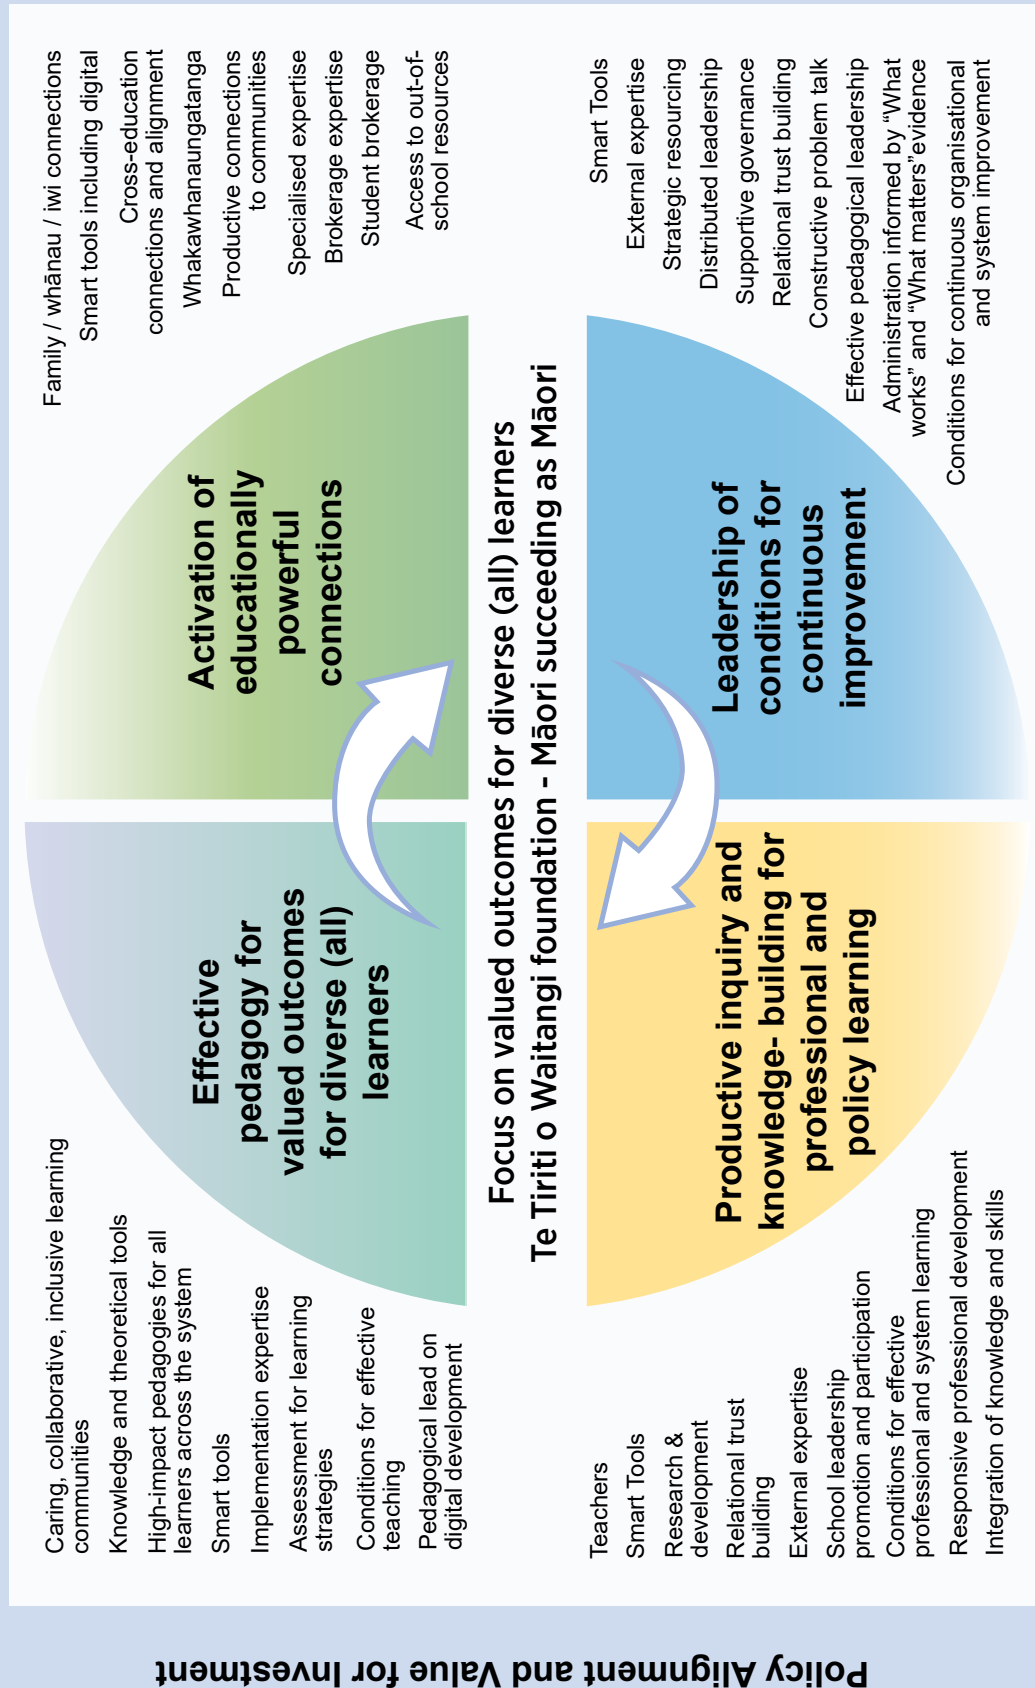 Policy Alignment and Value for Investment
Caring, collaborative, inclusive learning
communities
Knowledge and theoretical tools
High-impact pedagogies for all
learners across the system
Smart tools
Implementation expertise
Assessment for learning
strategies
Conditions for effective
teaching
Pedagogical lead on
digital development
Effective
pedagogy for
valued outcomes
for diverse (all)
learners
Activation of
educationally
powerful
connections
Family / whānau / iwi connections
Smart tools including digital
Cross-education
connections and alignment
Whakawhanaungatanga
Productive connections
to communities
Specialised expertise
Brokerage expertise
Student brokerage
Access to out-of-
school resources
Focus on valued outcomes for diverse (all) learners
Te Tiriti o Waitangi foundation - Māori succeeding as Māori
Teachers
Smart Tools
Research &
development
Relational trust
building
External expertise
School leadership
promotion and participation
Conditions for effective
professional and system learning
Responsive professional development
Integration of knowledge and skills
Productive inquiry and
knowledge- building for
professional and
policy learning
Leadership of
conditions for
continuous
improvement
Smart Tools
External expertise
Strategic resourcing
Distributed leadership
Supportive governance
Relational trust building
Constructive problem talk
Effective pedagogical leadership
Administration informed by “What
works” and “What matters”evidence
Conditions for continuous organisational
and system improvement